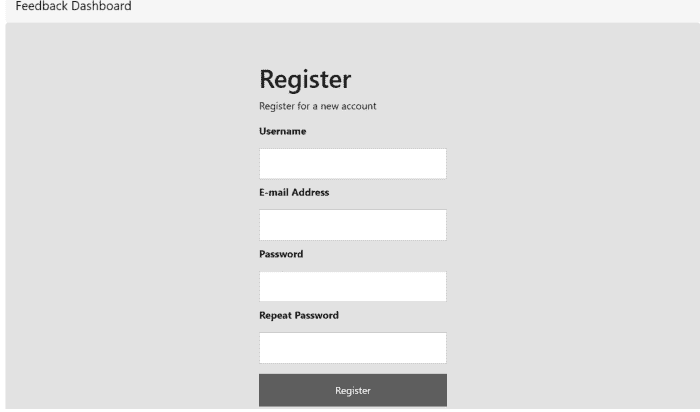 Feedback Dashboard
Register
Register for a new account
Username
E-mail Address
Password
Repeat Password
Register